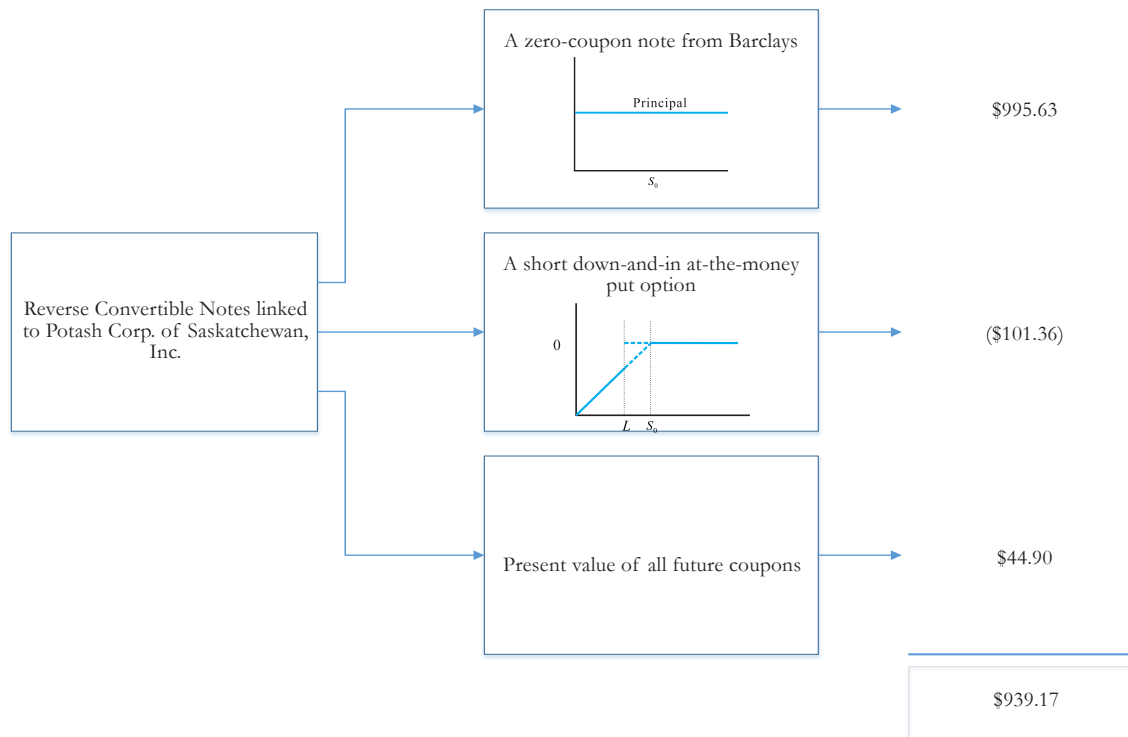 A zero-coupon note from Barclays
Principal
S₀
$995.63
Reverse Convertible Notes linked
to Potash Corp. of Saskatchewan,
Inc.
A short down-and-in at-the-money
put option
0
L S₀
($101.36)
Present value of all future coupons
$44.90
$939.17